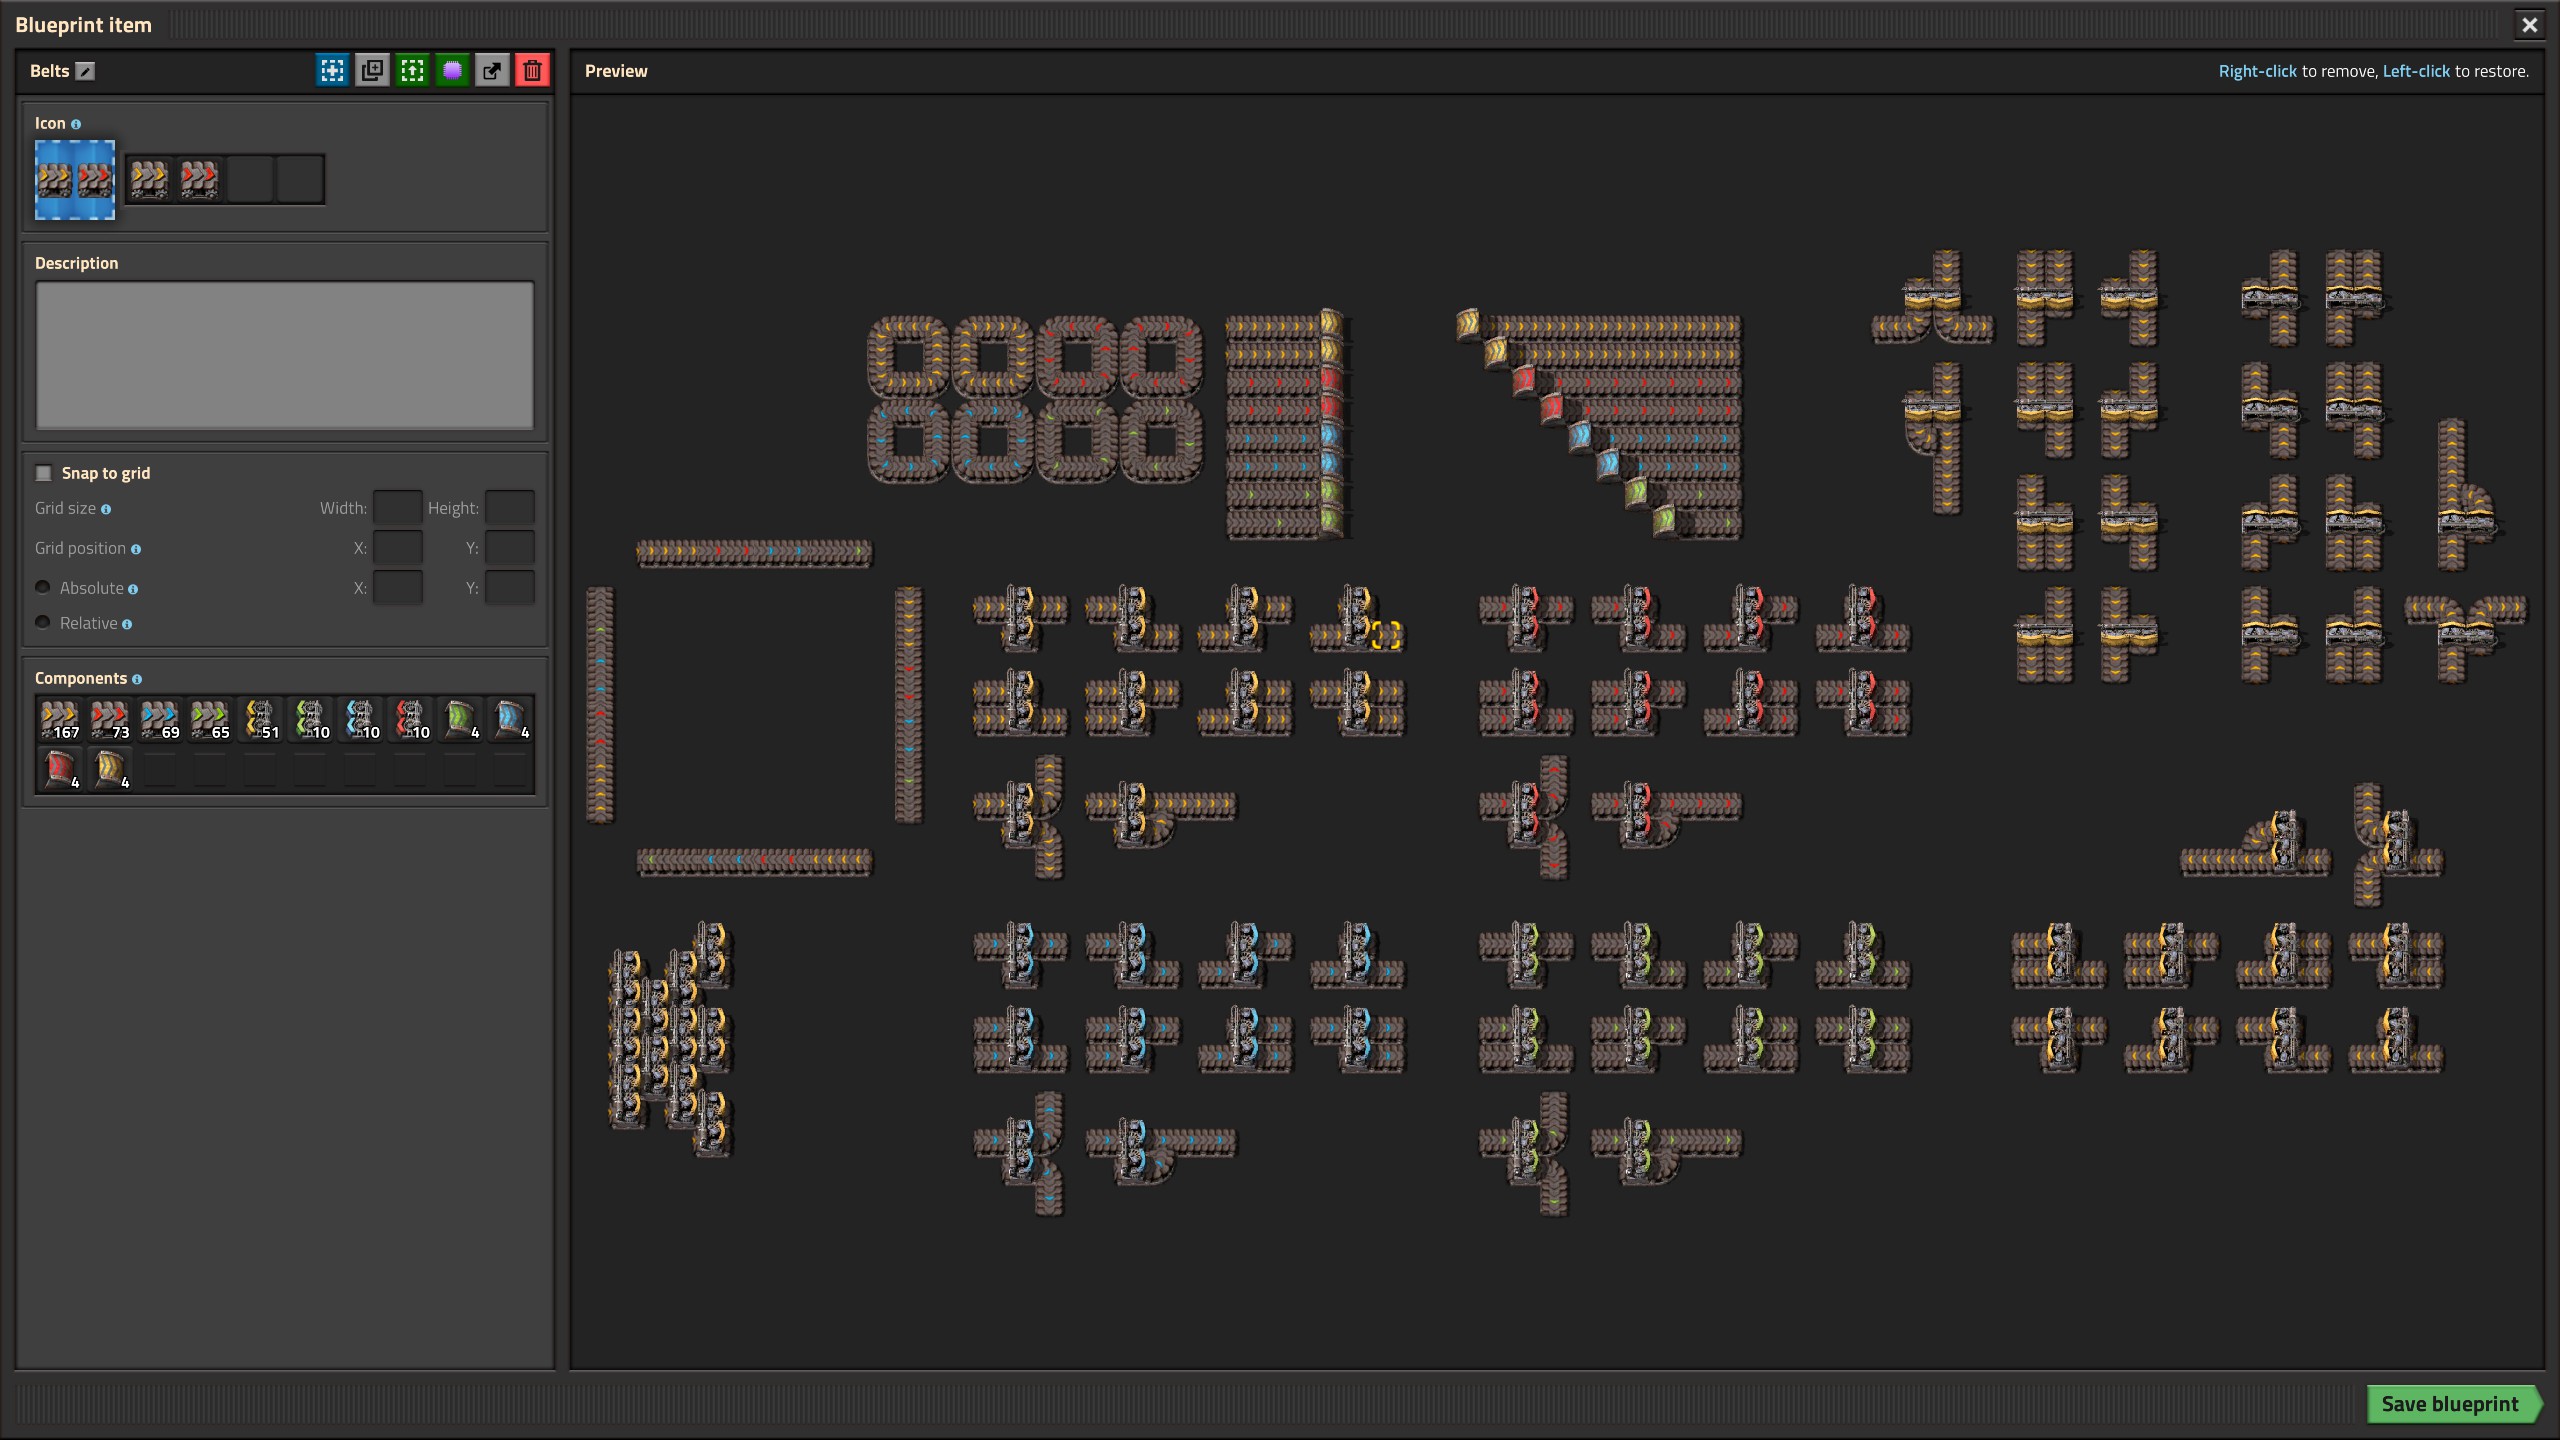 Blueprint item
Belts
Preview
Right-click to remove, Left-click to restore.
Icon
Description
Snap to grid
Grid size
Width:
Height:
Grid position
X:
Y:
Absolute
X:
Y:
Relative
Components
167
73
69
65
51
10
10
10
4
4
4
4
Save blueprint